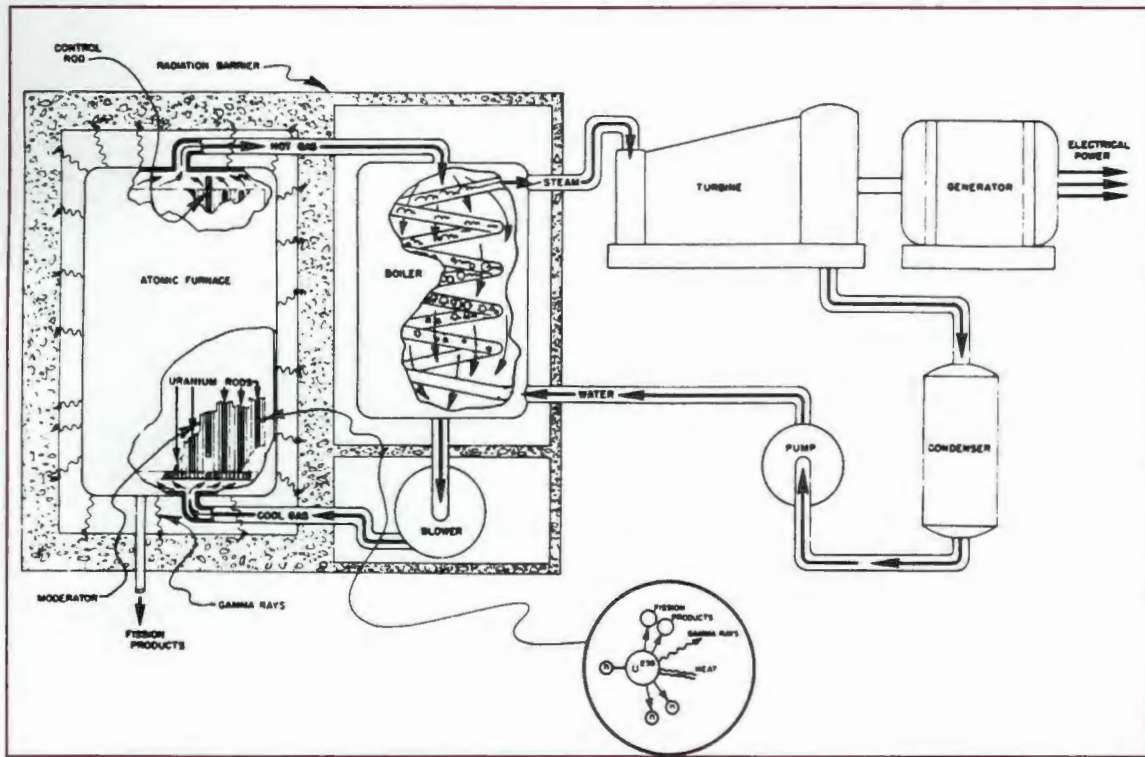 CONTROL
ROD
RADIATION BARRIER
HOT GAS
STEAM
TURBINE
GENERATOR
ELECTRICAL
POWER
ATOMIC FURNACE
BOILER
URANIUM RODS
WATER
PUMP
CONDENSER
COOL GAS
BLOWER
MODERATOR
GAMMA RAYS
FISSION
PRODUCTS
FISSION
PRODUCTS
GAMMA RAYS
HEAT
N
U
N
N